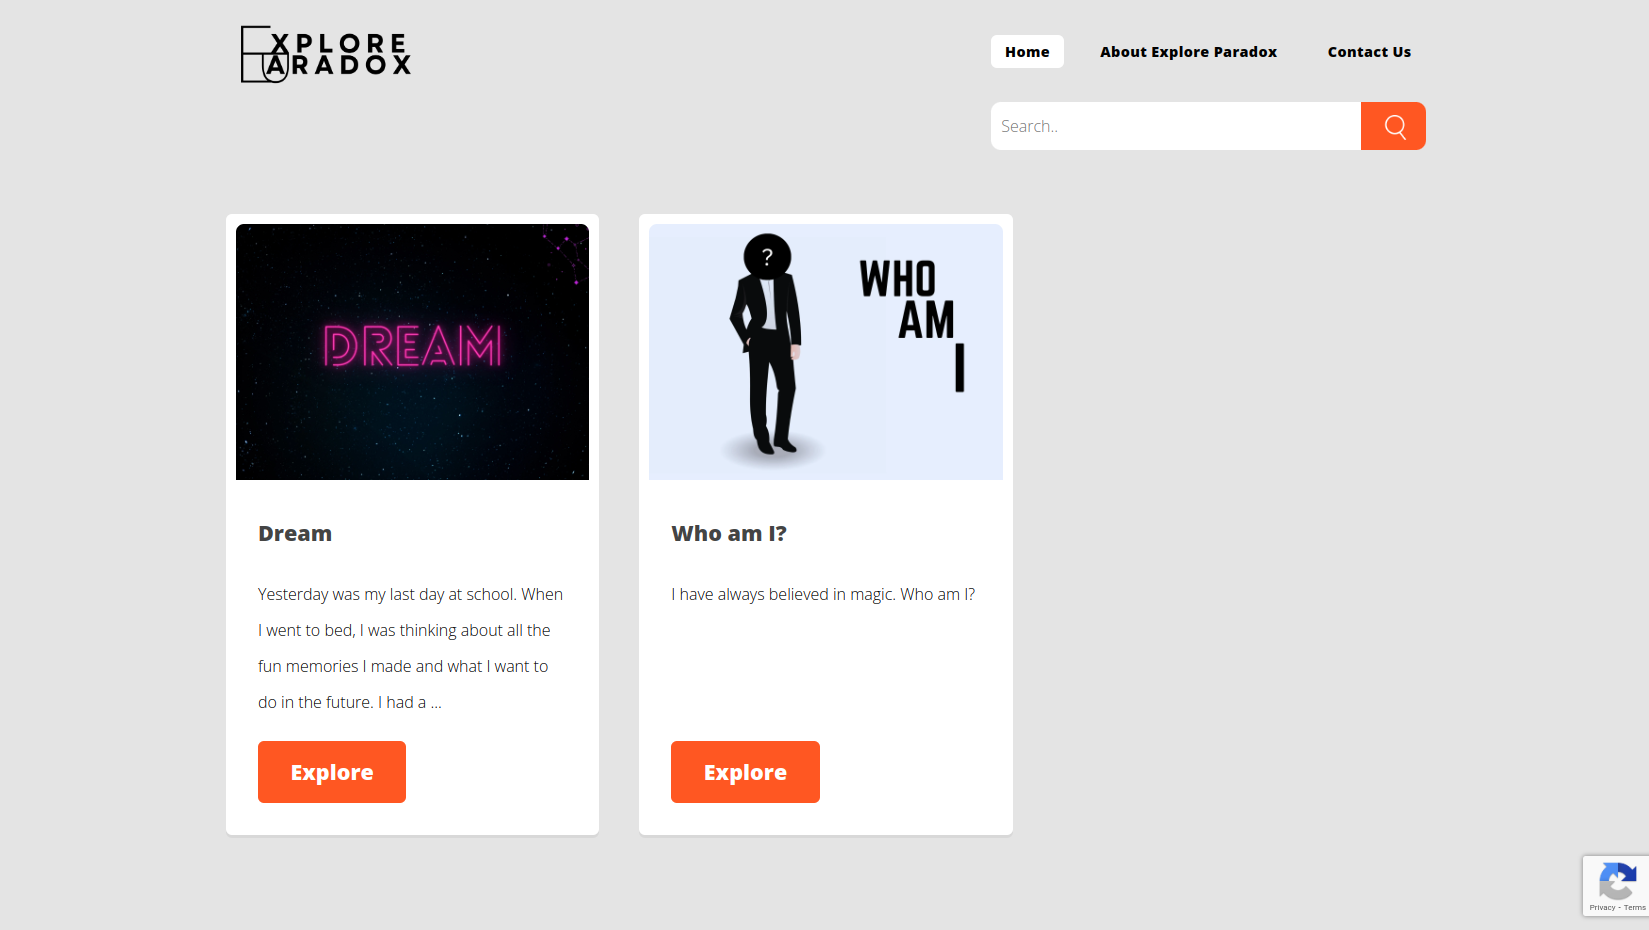 EXPLORE
PARADOX
Home
About Explore Paradox
Contact Us
Search..
DREAM
?
WHO
AM
I
Dream
Who am I?
Yesterday was my last day at school. When
I went to bed, I was thinking about all the
fun memories I made and what I want to
do in the future. I had a ...
I have always believed in magic. Who am I?
Explore
Explore
Privacy - Terms